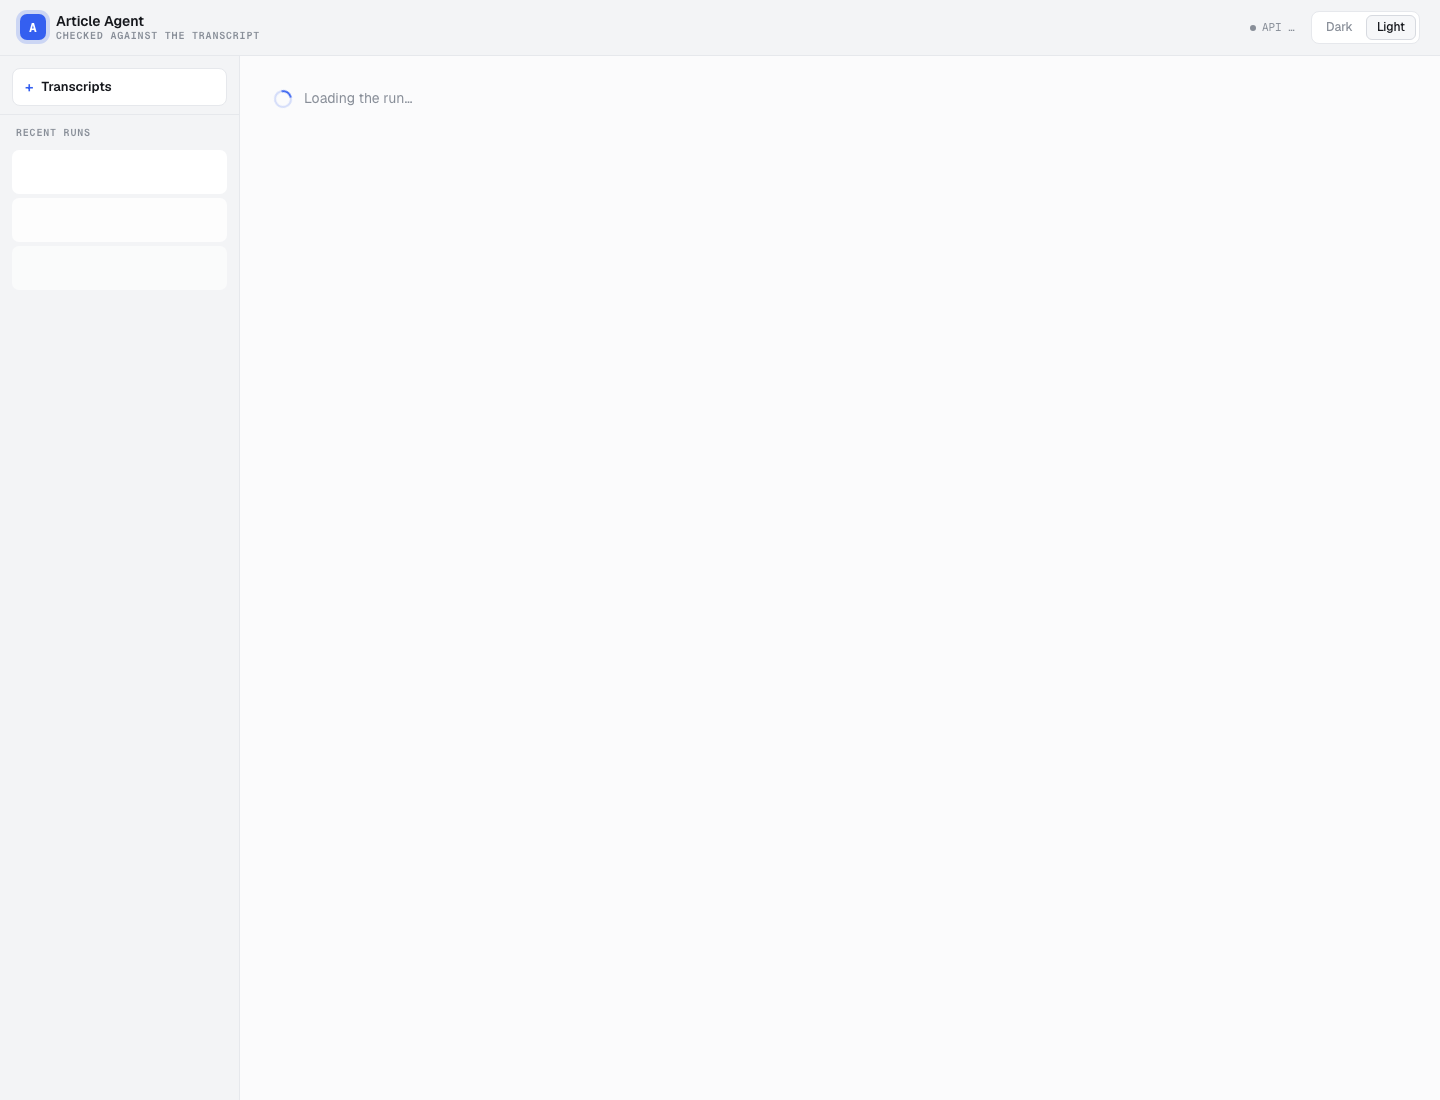 A
Article Agent
CHECKED AGAINST THE TRANSCRIPT
API …
Dark
Light
+ Transcripts
RECENT RUNS
Loading the run…